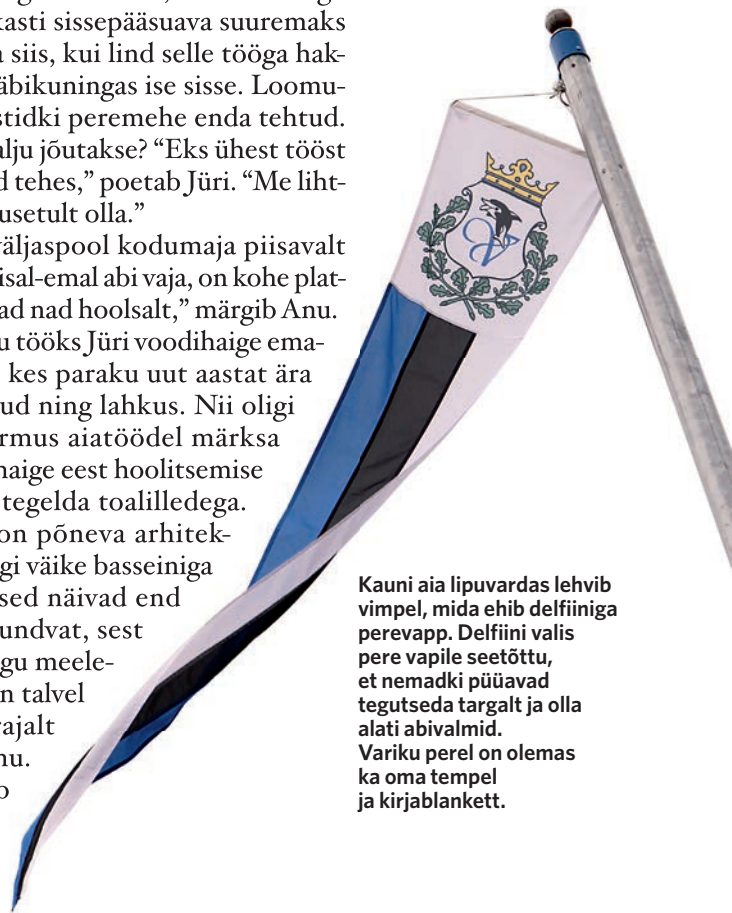 kasti sissepääsuava suuremaks
siis, kui lind selle tööga hak-
äbikuningas ise sisse. Loomu-
stidki peremehe enda tehtud.
alju jõutakse? “Eks ühest tööst
d tehes,” poetab Jüri. “Me liht-
usetult olla.”
väljaspool kodumaja piisavalt
isal-emal abi vaja, on kohe plat-
ad nad hoolsalt,” märgib Anu.
u tööks Jüri voodihaige ema-
kes paraku uut aastat ära
ud ning lahkus. Nii oligi
rmus aiatöödel märksa
haige eest hoolitsemise
tegelda toalilledega.
on põneva arhitek-
gi väike basseiniga
sed näivad end
undvat, sest
gu meele-
n talvel
rajalt
nu.
Kauni aia lipuvardas lehvib
vimpel, mida ehib delfiiniga
perevapp. Delfiini valis
pere vapile seetõttu,
et nemadki püüavad
tegutseda targalt ja olla
alati abivalmid.
Variku perel on olemas
ka oma tempel
ja kirjablankett.